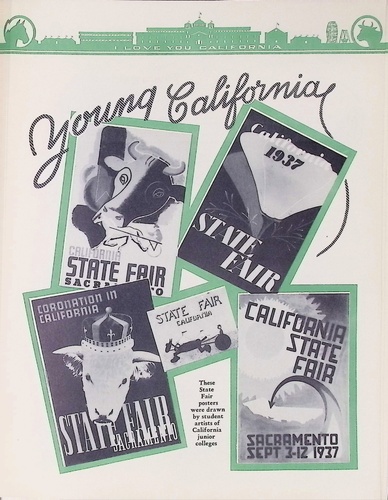 I LOVE YOU CALIFORNIA
Young California
CALIFORNIA
STATE FAIR
SACRAMENTO
California
1937
STATE
FAIR
CORONATION IN
CALIFORNIA
STATE FAIR
SACRAMENTO
STATE FAIR
CALIFORNIA
These
State
Fair
posters
were drawn
by student
artists of
California
junior
colleges
CALIFORNIA
STATE
FAIR
SACRAMENTO
SEPT 3-12 1937